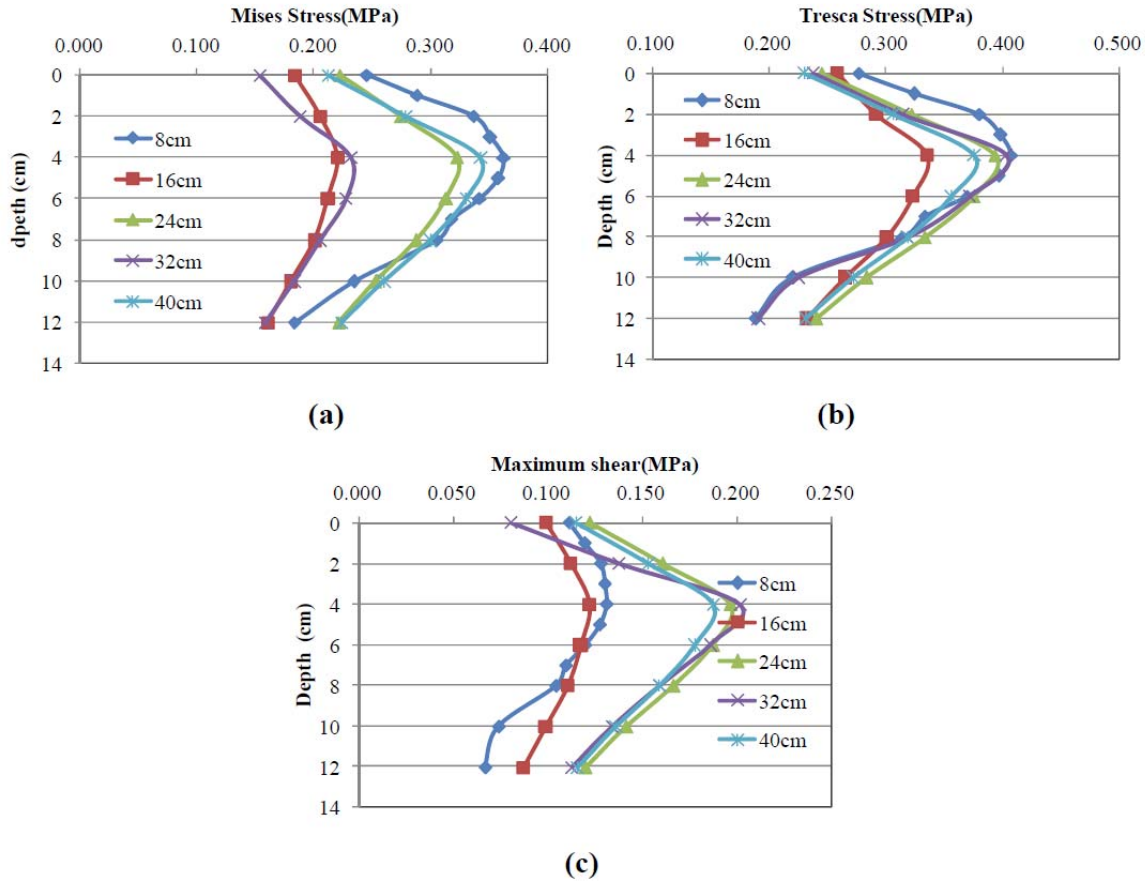 Mises Stress(MPa)
0.000 0.100 0.200 0.300 0.400
0
2
4
6
8
10
12
14
dpeth (cm)
8cm
16cm
24cm
32cm
40cm
(a)
Tresca Stress(MPa)
0.100 0.200 0.300 0.400 0.500
0
2
4
6
8
10
12
14
Depth (cm)
8cm
16cm
24cm
32cm
40cm
(b)
Maximum shear(MPa)
0.000 0.050 0.100 0.150 0.200 0.250
0
2
4
6
8
10
12
14
Depth (cm)
8cm
16cm
24cm
32cm
40cm
(c)